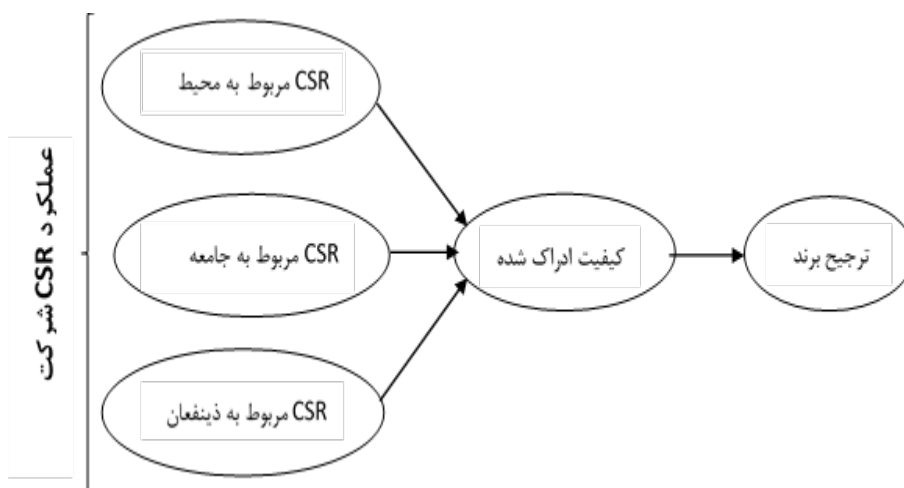 عملکرد CSR شرکت
CSR مربوط به محیط
CSR مربوط به جامعه
CSR مربوط به ذینفعان
کیفیت ادراک شده
ترجیح برند